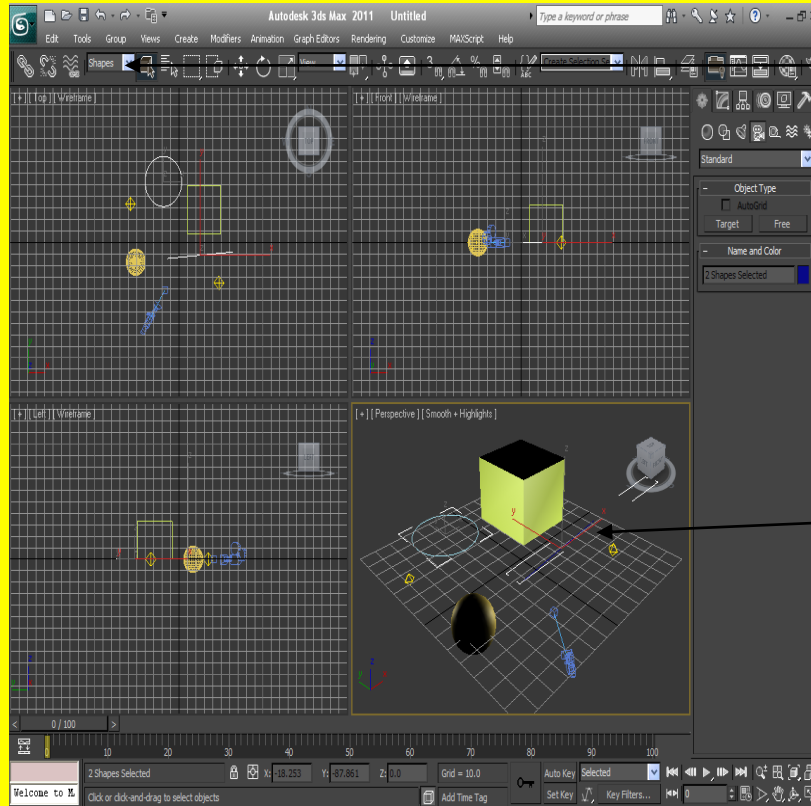 Autodesk 3ds Max 2011 Untitled
Type a keyword or phrase
Edit Tools Group Views Create Modifiers Animation Graph Editors Rendering Customize MAXScript Help
Shapes
View
Create Selection Se
[ + ] [ Top ] [ Wireframe ]
[ + ] [ Front ] [ Wireframe ]
Standard
- Object Type
AutoGrid
Target Free
- Name and Color
2 Shapes Selected
[ + ] [ Left ] [ Wireframe ]
[ + ] [ Perspective ] [ Smooth + Highlights ]
< 0 / 100 >
0 10 20 30 40 50 60 70 80 90 100
2 Shapes Selected X: -18.253 Y: -87.861 Z: 0.0 Grid = 10.0 Auto Key Selected
Welcome to M. Click or click-and-drag to select objects Add Time Tag Set Key Key Filters... 0